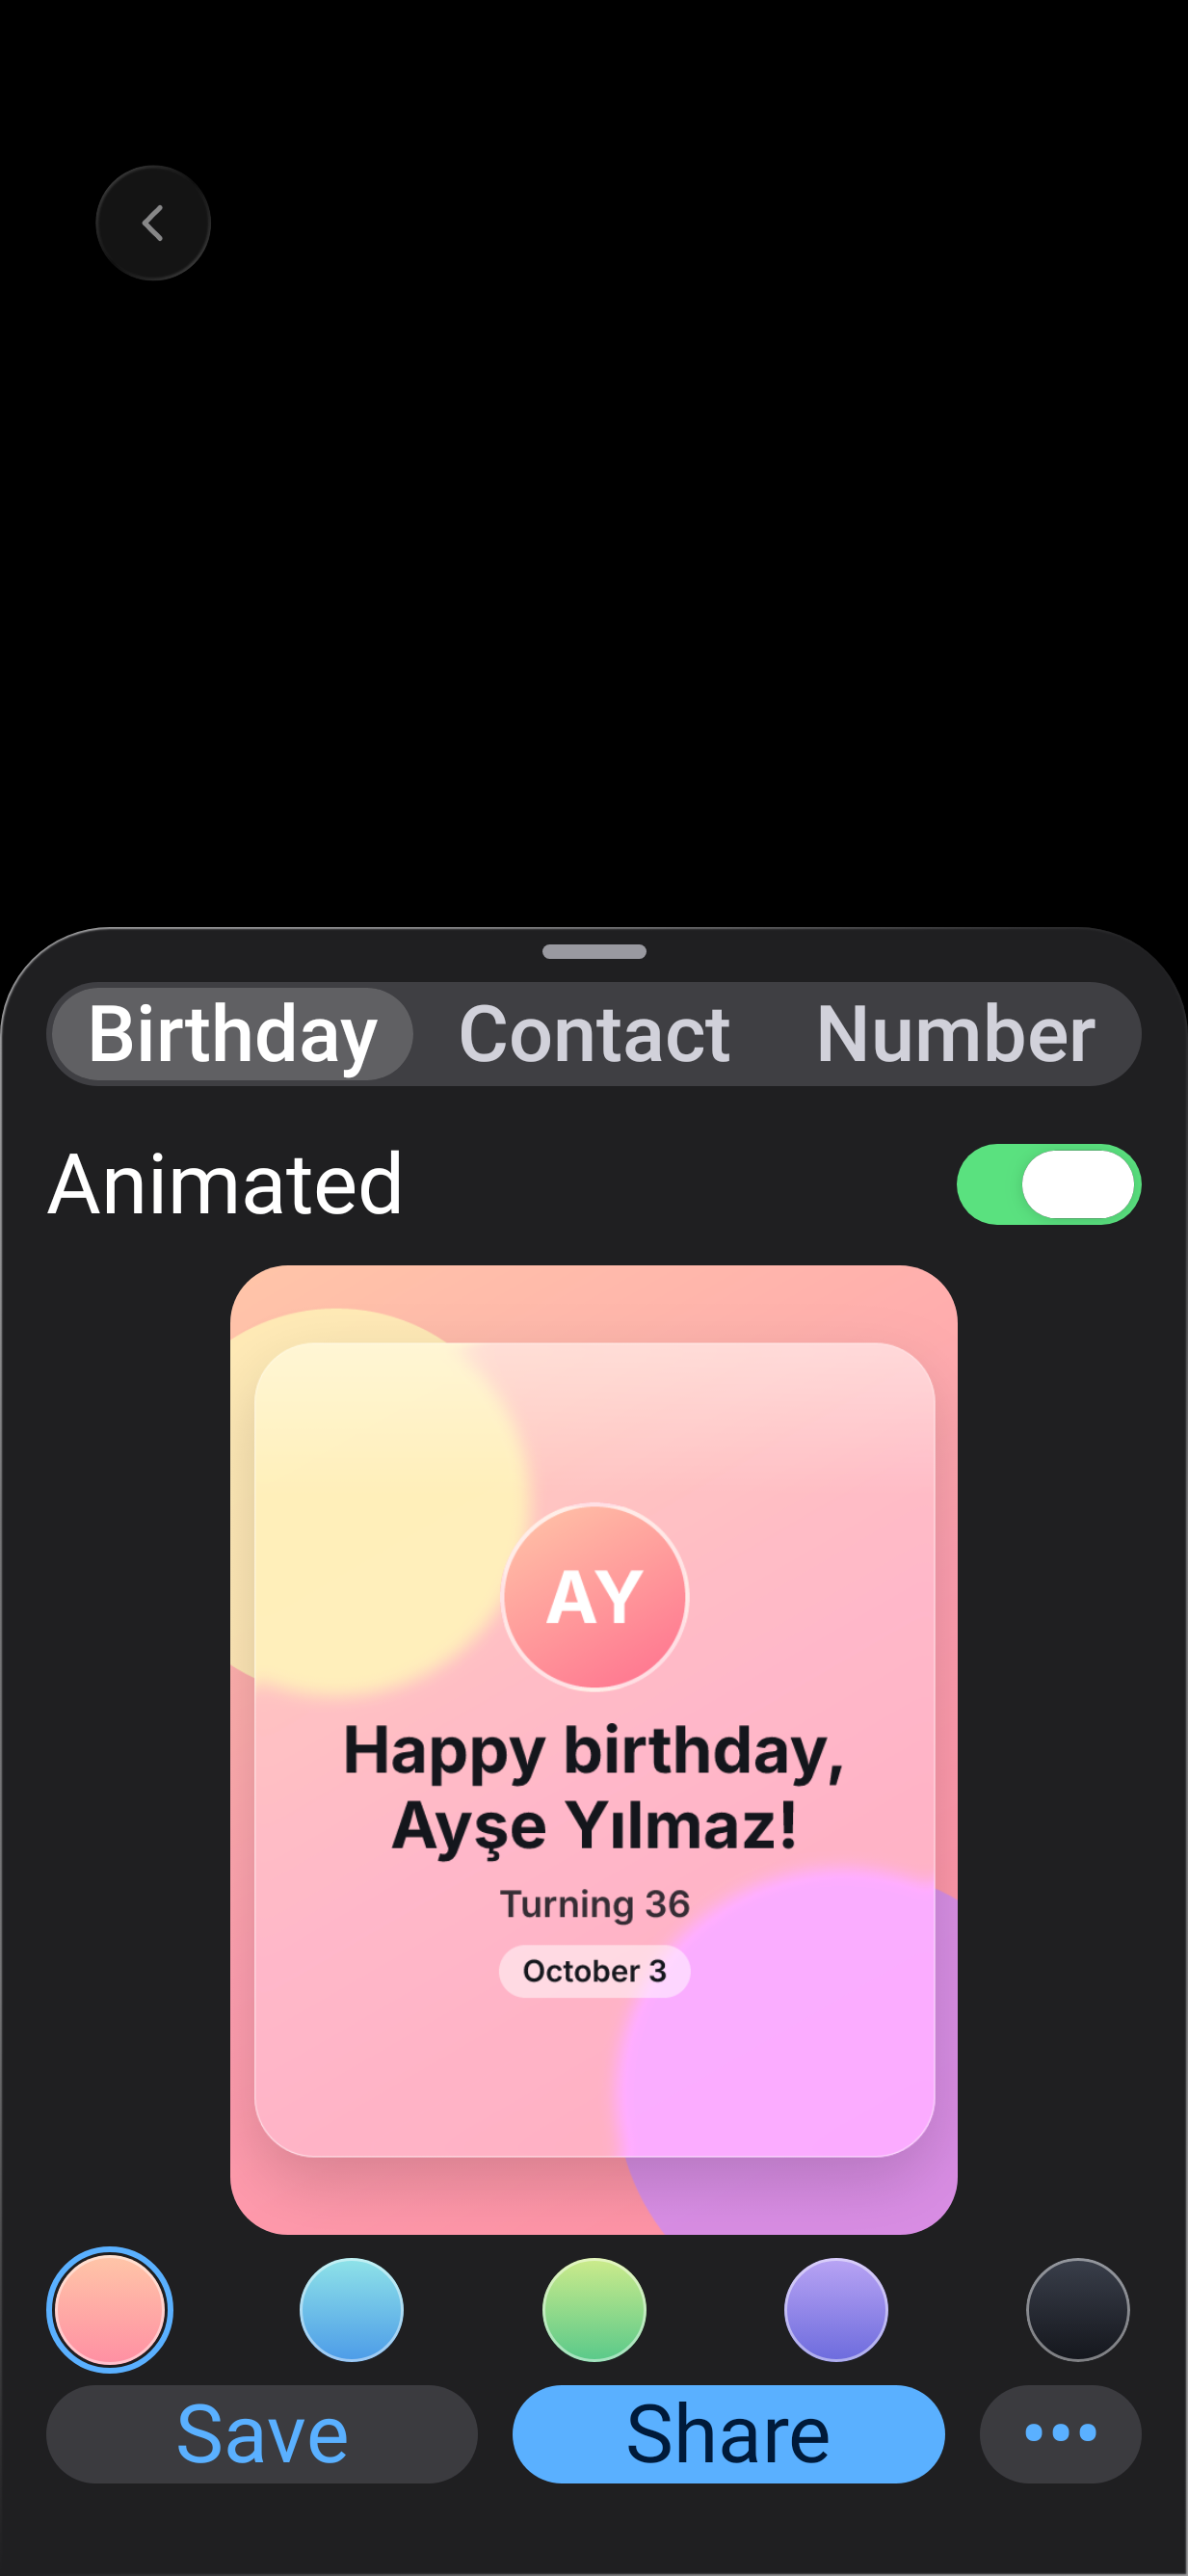 Birthday Contact Number
Animated
AY
Happy birthday,
Ayşe Yılmaz!
Turning 36
October 3
Save Share